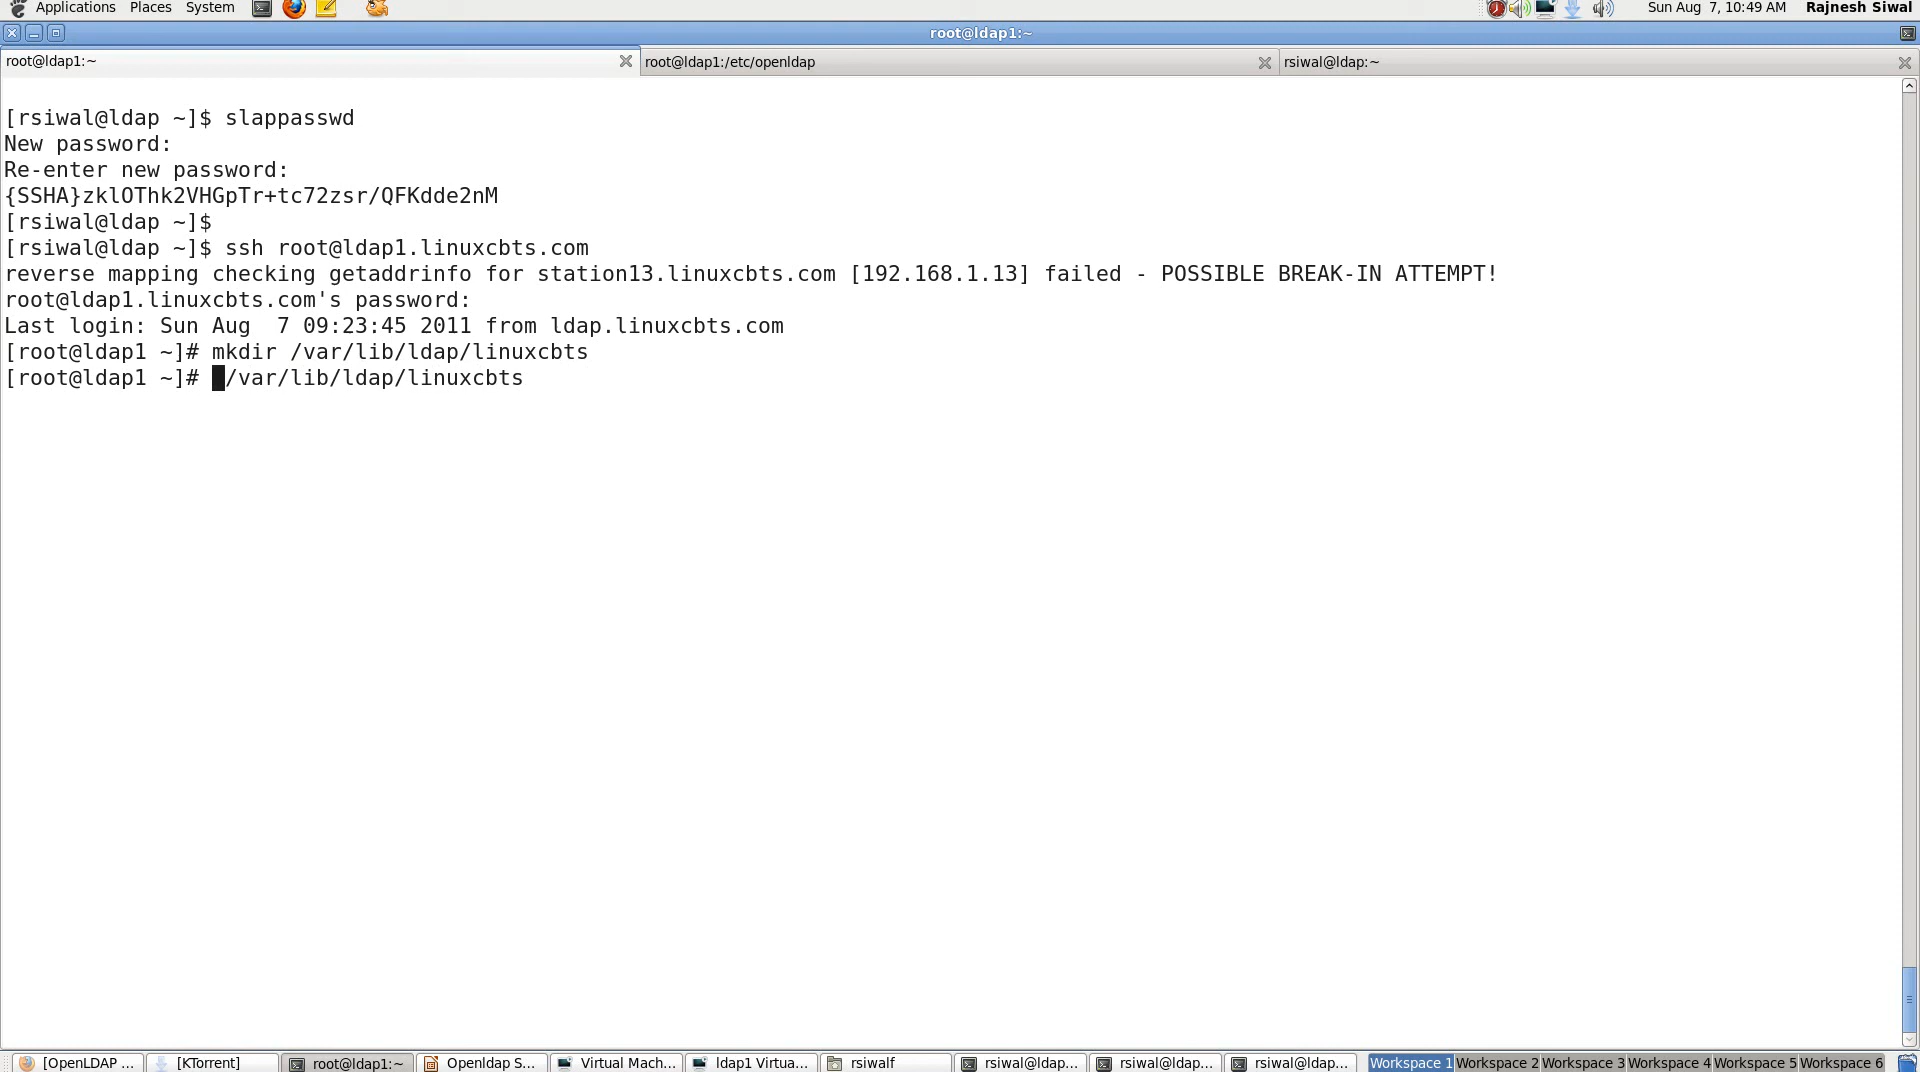 Applications Places System
Sun Aug 7, 10:49 AM Rajnesh Siwal
root@ldap1:~
root@ldap1:~ root@ldap1:/etc/openldap rsiwal@ldap:~
[rsiwal@ldap ~]$ slappasswd
New password:
Re-enter new password:
{SSHA}zklOThk2VHGpTr+tc72zsr/QFKdde2nM
[rsiwal@ldap ~]$
[rsiwal@ldap ~]$ ssh root@ldap1.linuxcbts.com
reverse mapping checking getaddrinfo for station13.linuxcbts.com [192.168.1.13] failed - POSSIBLE BREAK-IN ATTEMPT!
root@ldap1.linuxcbts.com's password:
Last login: Sun Aug  7 09:23:45 2011 from ldap.linuxcbts.com
[root@ldap1 ~]# mkdir /var/lib/ldap/linuxcbts
[root@ldap1 ~]# /var/lib/ldap/linuxcbts
[OpenLDAP ... [KTorrent] root@ldap1:~ Openldap S... Virtual Mach... ldap1 Virtua... rsiwalf rsiwal@ldap... rsiwal@ldap... rsiwal@ldap... Workspace 1 Workspace 2 Workspace 3 Workspace 4 Workspace 5 Workspace 6